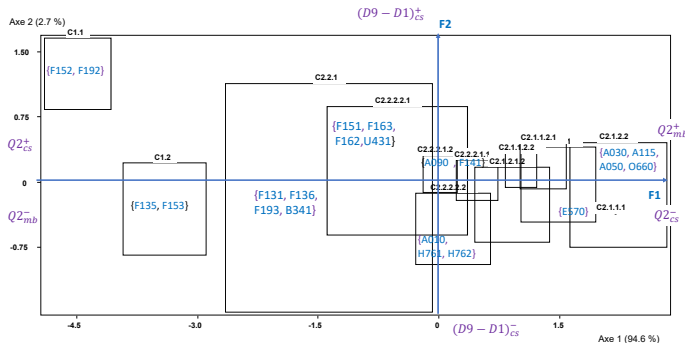 Axe 2 (2.7 %)
(D9 − D1)⁺cs
F2
C1.1
1.50
{F152, F192}
C2.2.1
C2.2.2.2.1
0.75
{F151, F163,
F162,U431}
Q2⁺cs
Q2⁺mb
C1.2
C2.2.2.1.2
C2.2.2.1.1
C2.1.1.2.2
C2.1.1.2.1
1
C2.1.2.2
{A090
F141}
C2.1.2.1.2
{A030, A115,
A050, O660}
0
C2.2.2.2.2
F1
{F135, F153}
{F131, F136,
F193, B341}
Q2⁻mb
{E570}
C2.1.1.1
Q2⁻cs
-0.75
{A010,
H761, H762}
-4.5
-3.0
-1.5
0
1.5
(D9 − D1)⁻cs
Axe 1 (94.6 %)